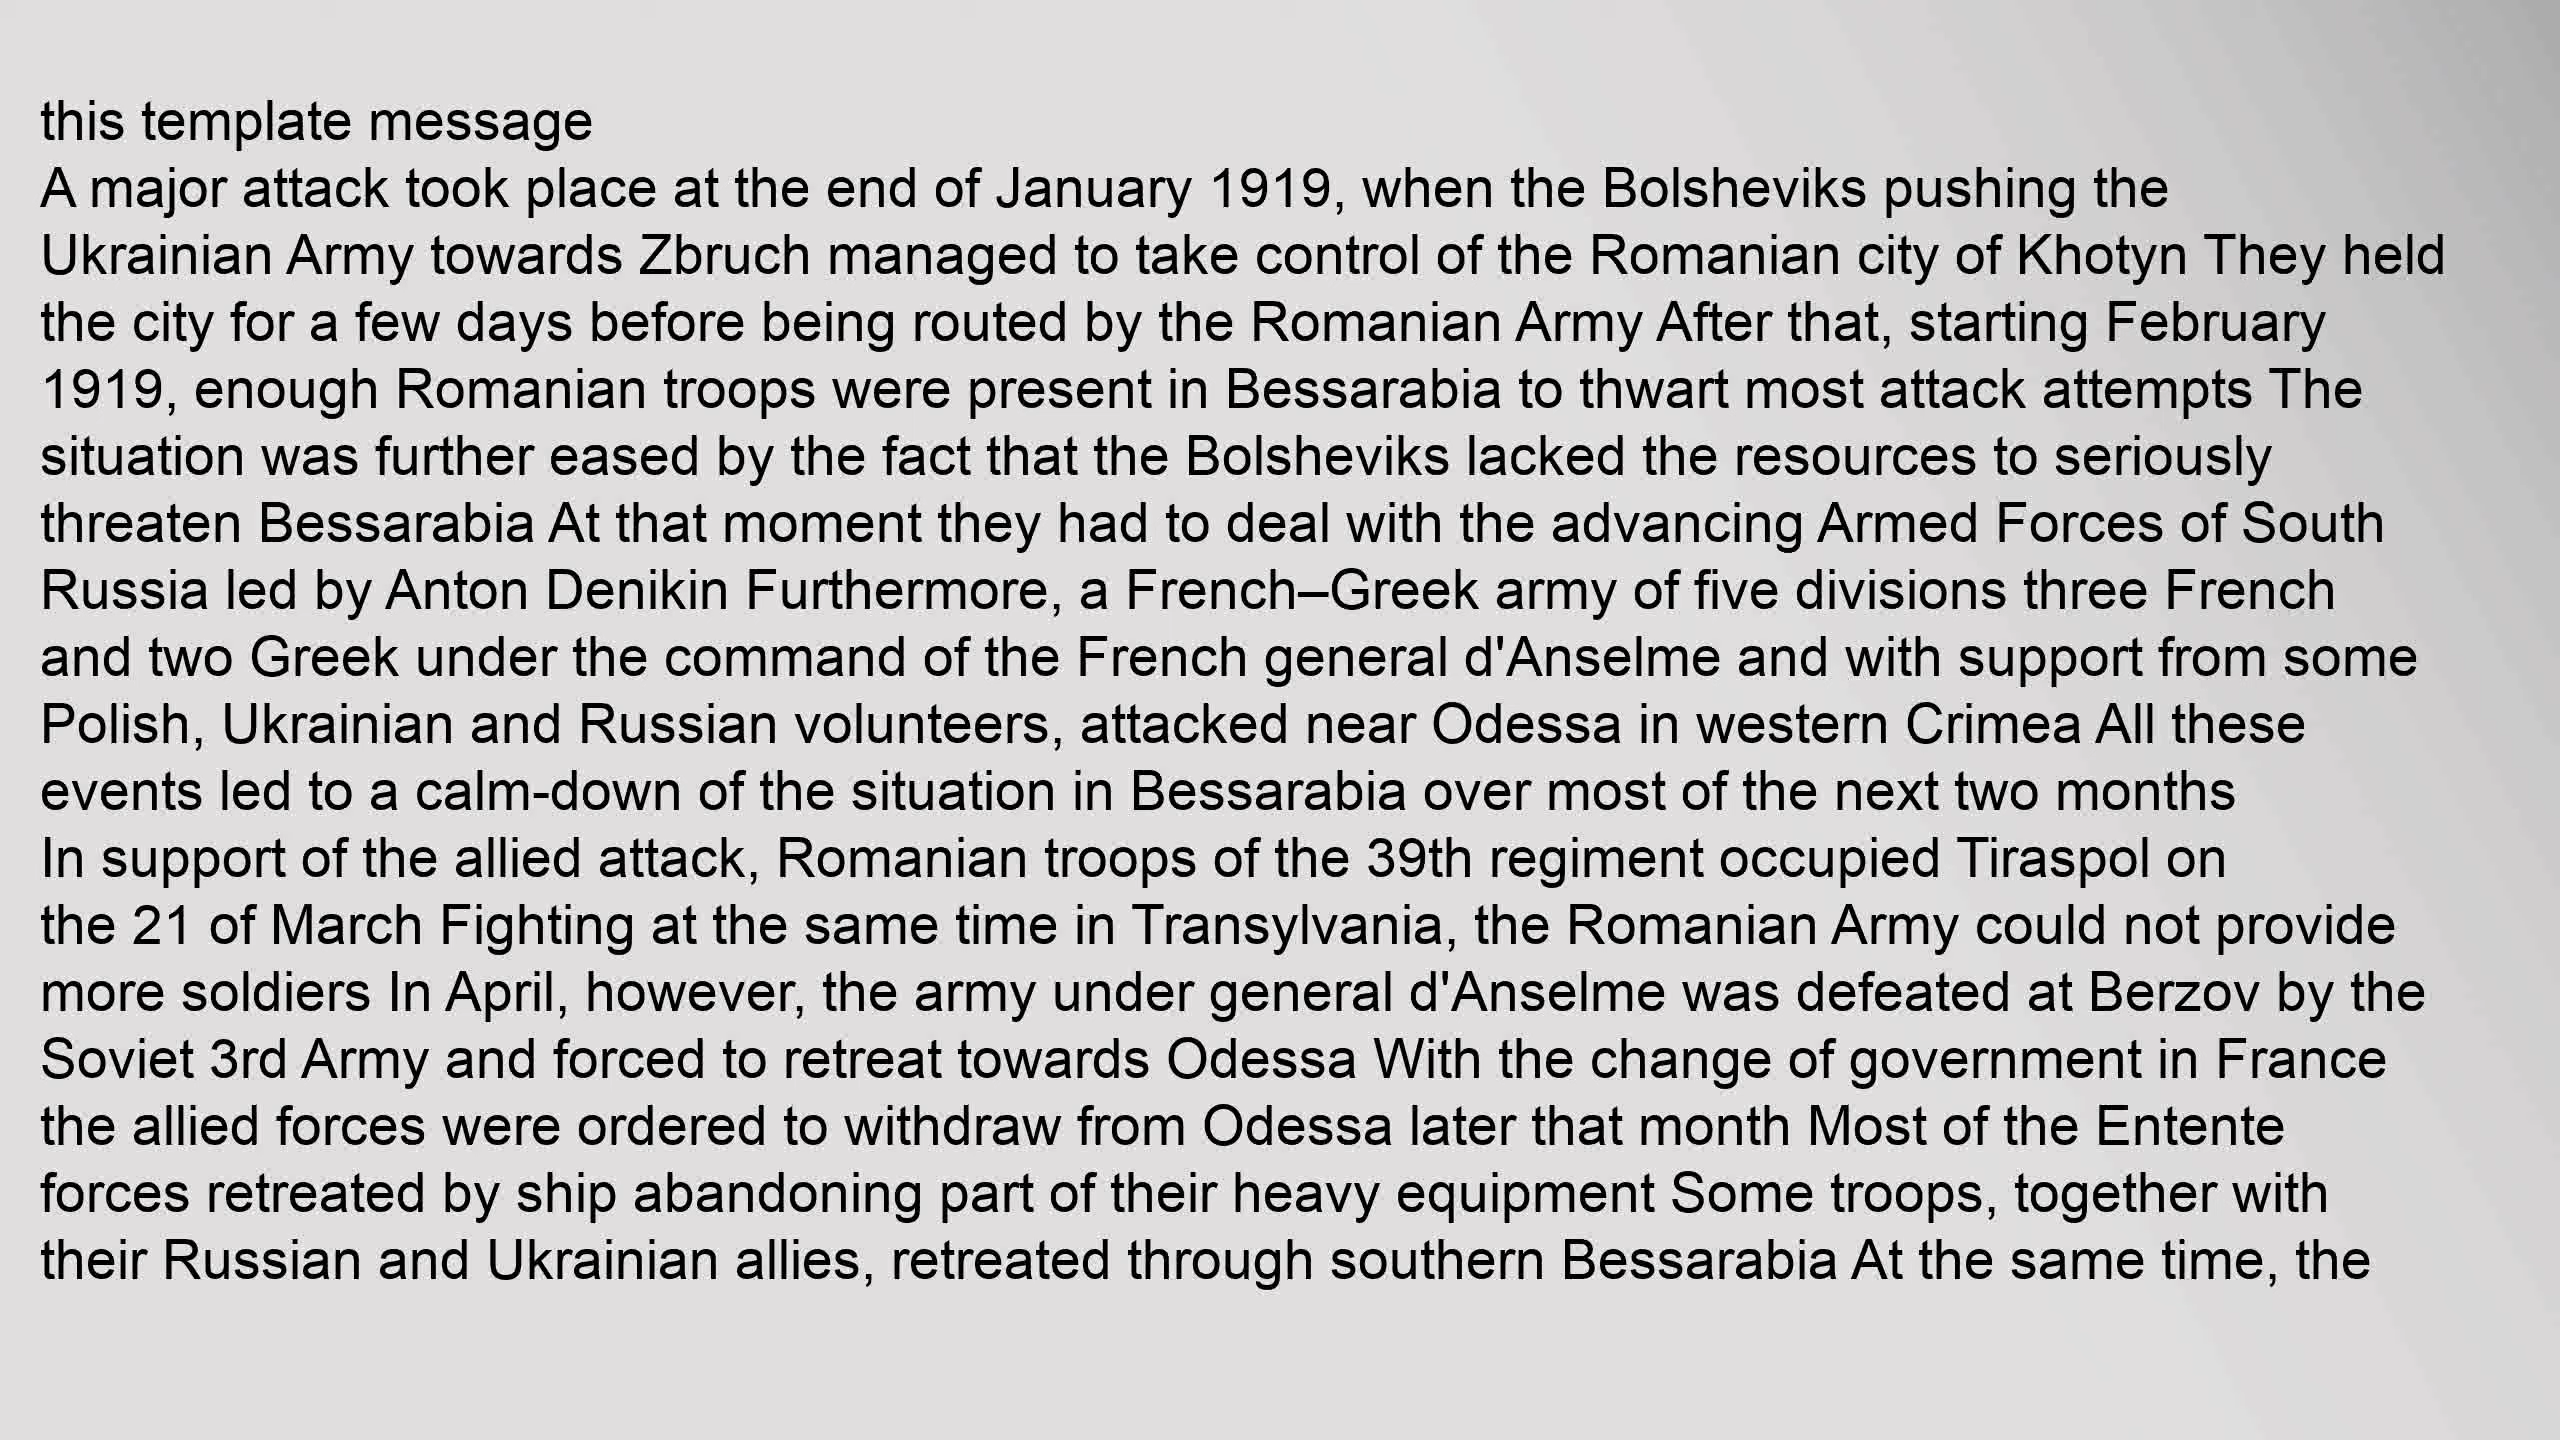 this template message
A major attack took place at the end of January 1919, when the Bolsheviks pushing the
Ukrainian Army towards Zbruch managed to take control of the Romanian city of Khotyn They held
the city for a few days before being routed by the Romanian Army After that, starting February
1919, enough Romanian troops were present in Bessarabia to thwart most attack attempts The
situation was further eased by the fact that the Bolsheviks lacked the resources to seriously
threaten Bessarabia At that moment they had to deal with the advancing Armed Forces of South
Russia led by Anton Denikin Furthermore, a French–Greek army of five divisions three French
and two Greek under the command of the French general d'Anselme and with support from some
Polish, Ukrainian and Russian volunteers, attacked near Odessa in western Crimea All these
events led to a calm-down of the situation in Bessarabia over most of the next two months
In support of the allied attack, Romanian troops of the 39th regiment occupied Tiraspol on
the 21 of March Fighting at the same time in Transylvania, the Romanian Army could not provide
more soldiers In April, however, the army under general d'Anselme was defeated at Berzov by the
Soviet 3rd Army and forced to retreat towards Odessa With the change of government in France
the allied forces were ordered to withdraw from Odessa later that month Most of the Entente
forces retreated by ship abandoning part of their heavy equipment Some troops, together with
their Russian and Ukrainian allies, retreated through southern Bessarabia At the same time, the